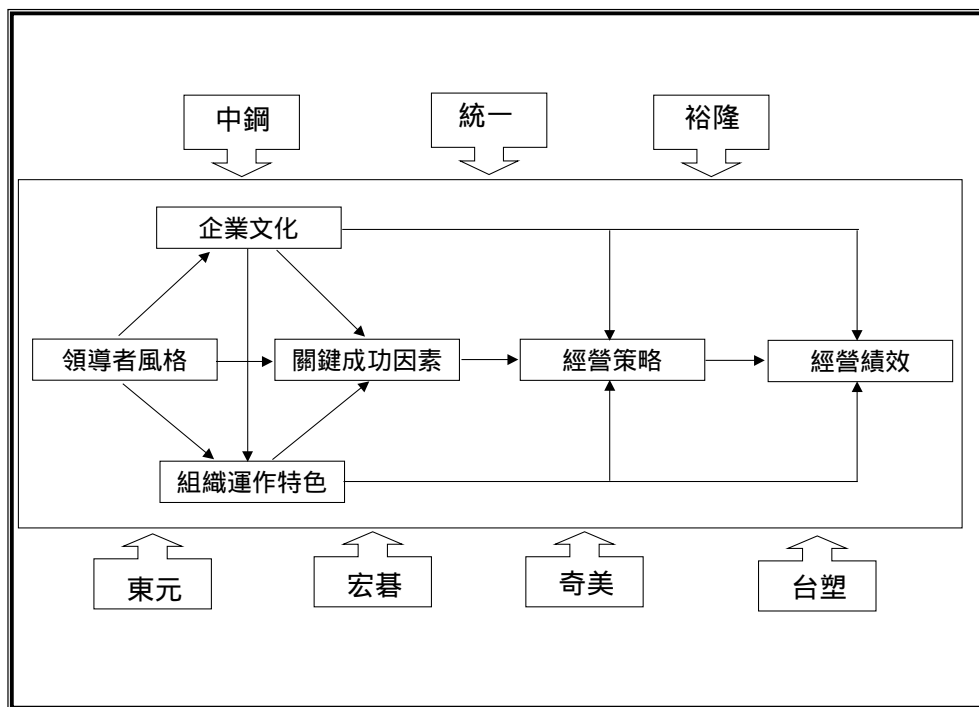 中鋼
統一
裕隆
企業文化
領導者風格
關鍵成功因素
經營策略
經營績效
組織運作特色
東元
宏碁
奇美
台塑